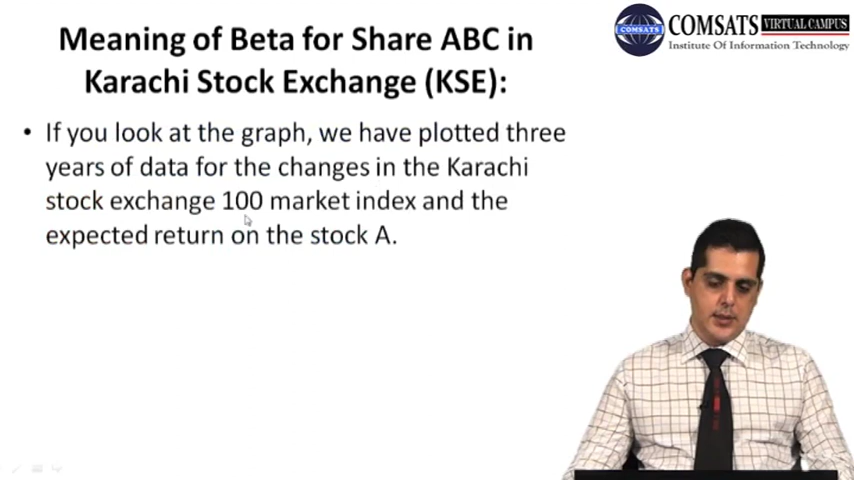 Meaning of Beta for Share ABC in
Karachi Stock Exchange (KSE):
COMSATS
COMSATS VIRTUAL CAMPUS
Institute Of Information Technology
• If you look at the graph, we have plotted three
years of data for the changes in the Karachi
stock exchange 100 market index and the
expected return on the stock A.